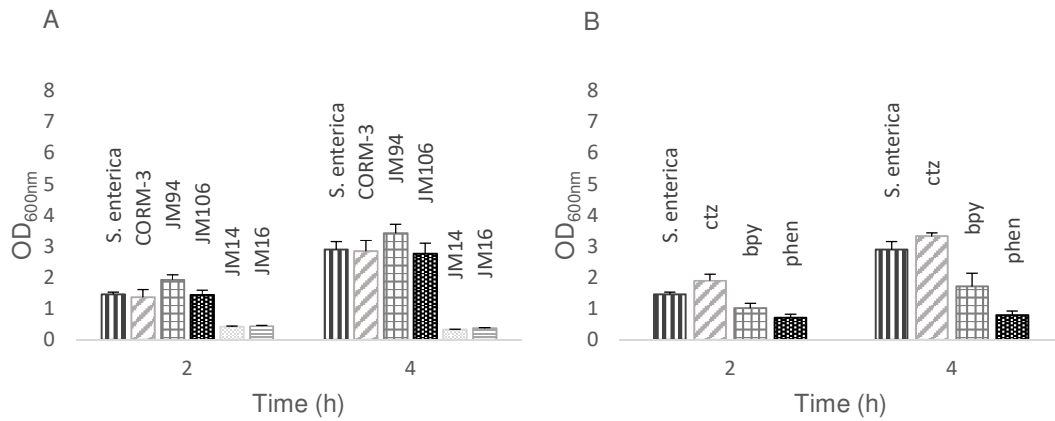 A
8
7
6
5
4
3
2
1
0
OD600nm
S. enterica
CORM-3
JM94
JM106
JM14
JM16
S. enterica
CORM-3
JM94
JM106
JM14
JM16
2
4
Time (h)
B
8
7
6
5
4
3
2
1
0
OD600nm
S. enterica
ctz
bpy
phen
S. enterica
ctz
bpy
phen
2
4
Time (h)